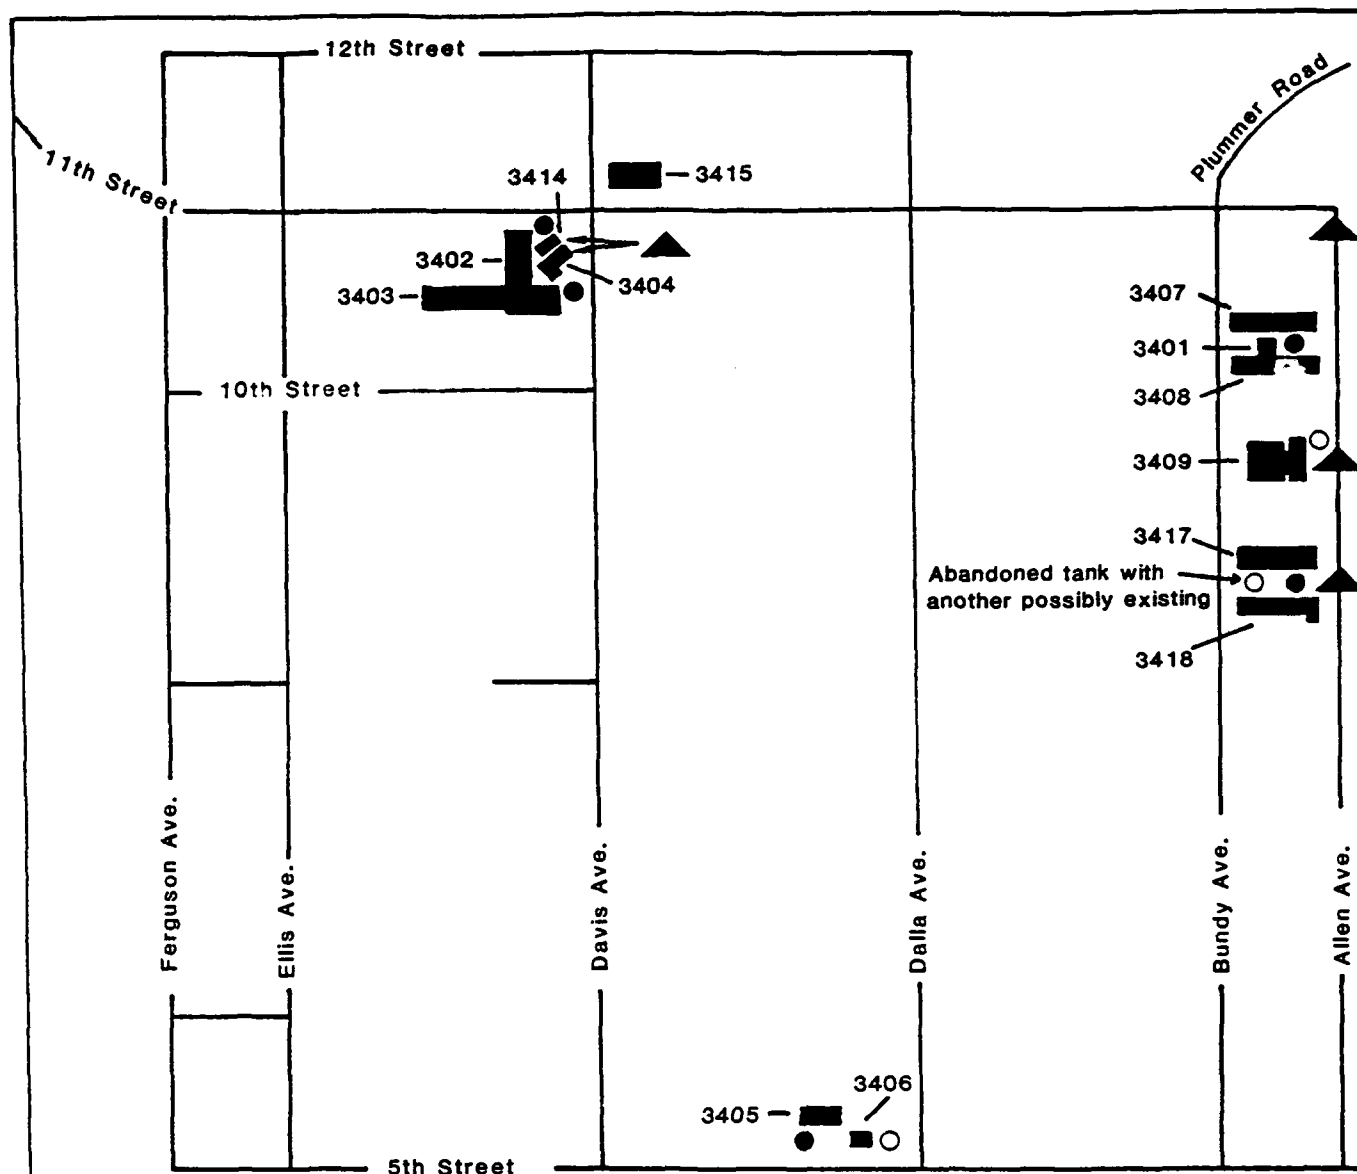 12th Street
Plummer Road
11th Street
3414
3415
3402
3404
3403
3407
3401
10th Street
3408
3409
3417
Abandoned tank with
another possibly existing
3418
Ferguson Ave.
Ellis Ave.
Davis Ave.
Dalla Ave.
Bundy Ave.
Allen Ave.
3406
3405
5th Street